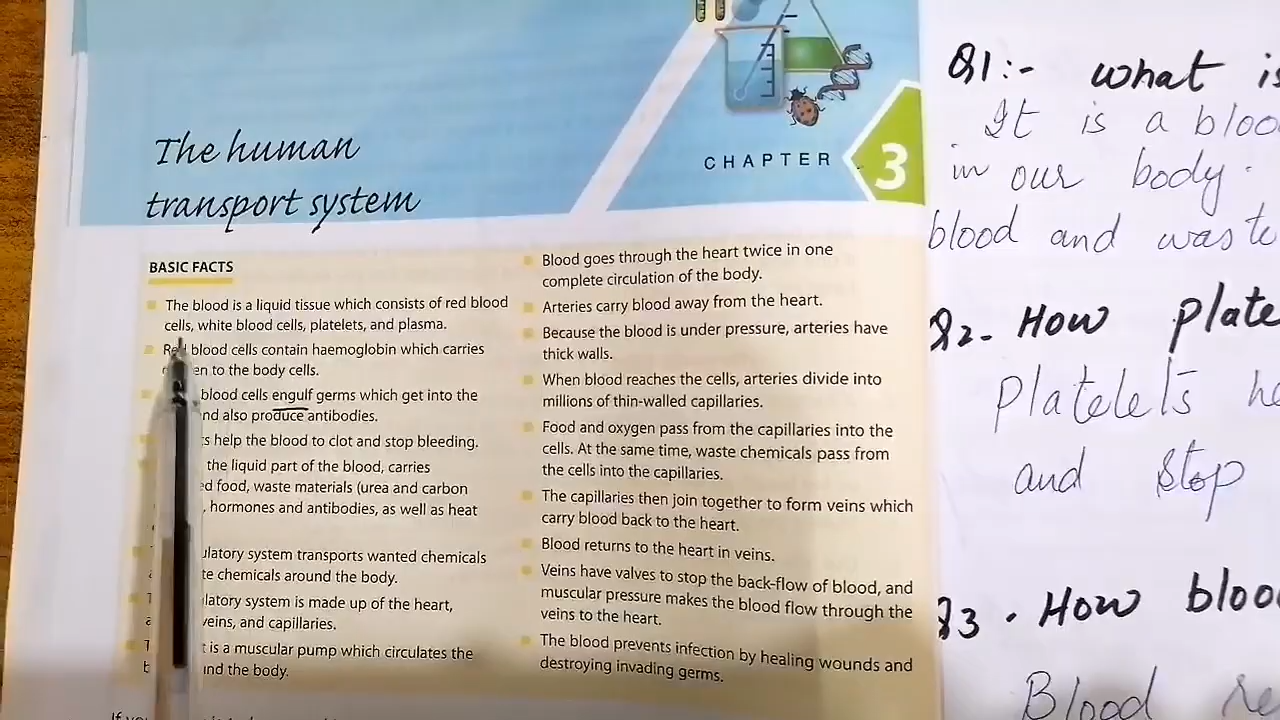 The human
transport system
CHAPTER 3
BASIC FACTS
The blood is a liquid tissue which consists of red blood
cells, white blood cells, platelets, and plasma.
blood cells contain haemoglobin which carries
to the body cells.
blood cells engulf germs which get into the
also produce antibodies.
help the blood to clot and stop bleeding.
the liquid part of the blood, carries
food, waste materials (urea and carbon
, hormones and antibodies, as well as heat
system transports wanted chemicals
chemicals around the body.
system is made up of the heart,
veins, and capillaries.
is a muscular pump which circulates the
the body.
Blood goes through the heart twice in one
complete circulation of the body.
Arteries carry blood away from the heart.
Because the blood is under pressure, arteries have
thick walls.
When blood reaches the cells, arteries divide into
millions of thin-walled capillaries.
Food and oxygen pass from the capillaries into the
cells. At the same time, waste chemicals pass from
the cells into the capillaries.
The capillaries then join together to form veins which
carry blood back to the heart.
Blood returns to the heart in veins.
Veins have valves to stop the back-flow of blood, and
muscular pressure makes the blood flow through the
veins to the heart.
The blood prevents infection by healing wounds and
destroying invading germs.
Q1:- what is
It is a
in our body.
blood and
Q2. How
Platelets
and stop
Q3. How
Blood